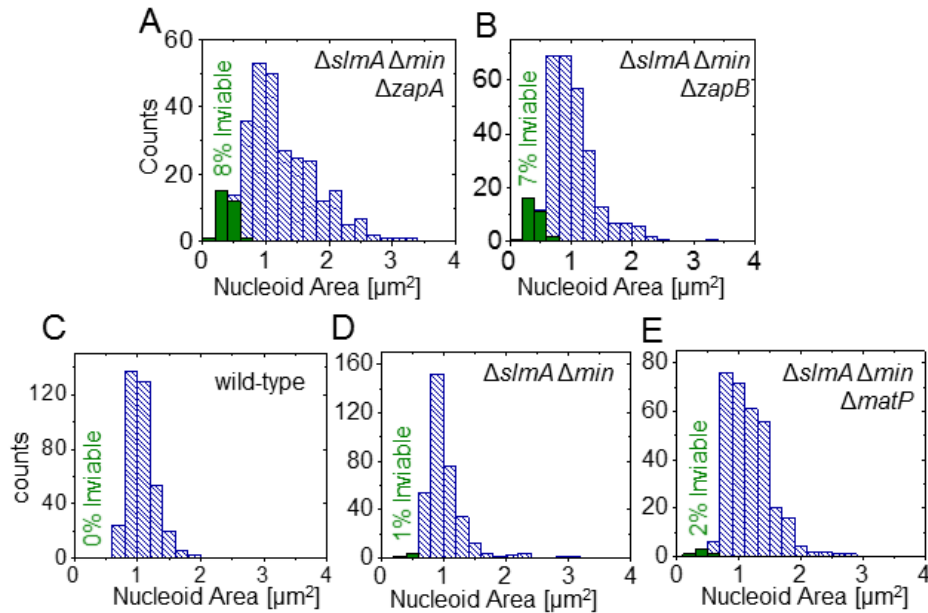 A
60
40
20
0
Counts
8% Inviable
ΔslmA Δmin
ΔzapA
0 1 2 3 4
Nucleoid Area [µm²]
B
60
40
20
0
7% Inviable
ΔslmA Δmin
ΔzapB
0 1 2 3 4
Nucleoid Area [µm²]
C
120
80
40
0
counts
0% Inviable
wild-type
0 1 2 3 4
Nucleoid Area [µm²]
D
160
120
80
40
0
1% Inviable
ΔslmA Δmin
0 1 2 3 4
Nucleoid Area [µm²]
E
80
60
40
20
0
2% Inviable
ΔslmA Δmin
ΔmatP
0 1 2 3 4
Nucleoid Area [µm²]